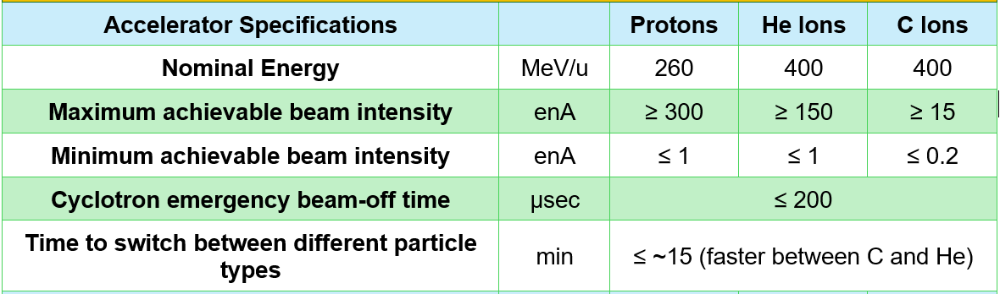 Accelerator Specifications Protons He Ions C Ions
Nominal Energy MeV/u 260 400 400
Maximum achievable beam intensity enA ≥ 300 ≥ 150 ≥ 15
Minimum achievable beam intensity enA ≤ 1 ≤ 1 ≤ 0.2
Cyclotron emergency beam-off time µsec ≤ 200
Time to switch between different particle
types min ≤ ~15 (faster between C and He)